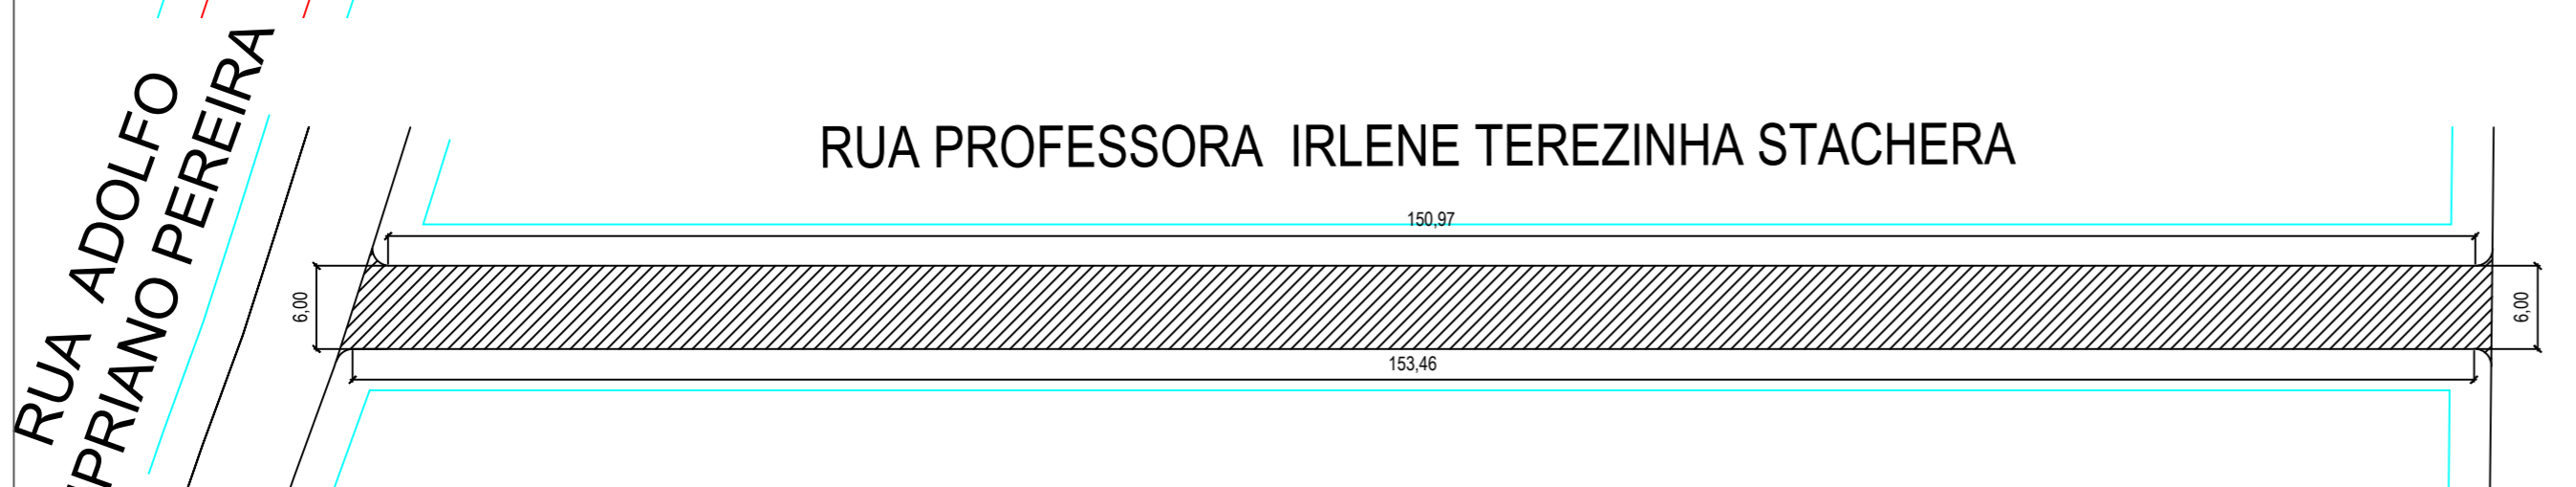 RUA ADOLFO
PRIANO PEREIRA
RUA PROFESSORA IRLENE TEREZINHA STACHERA
150,97
6,00
6,00
153,46